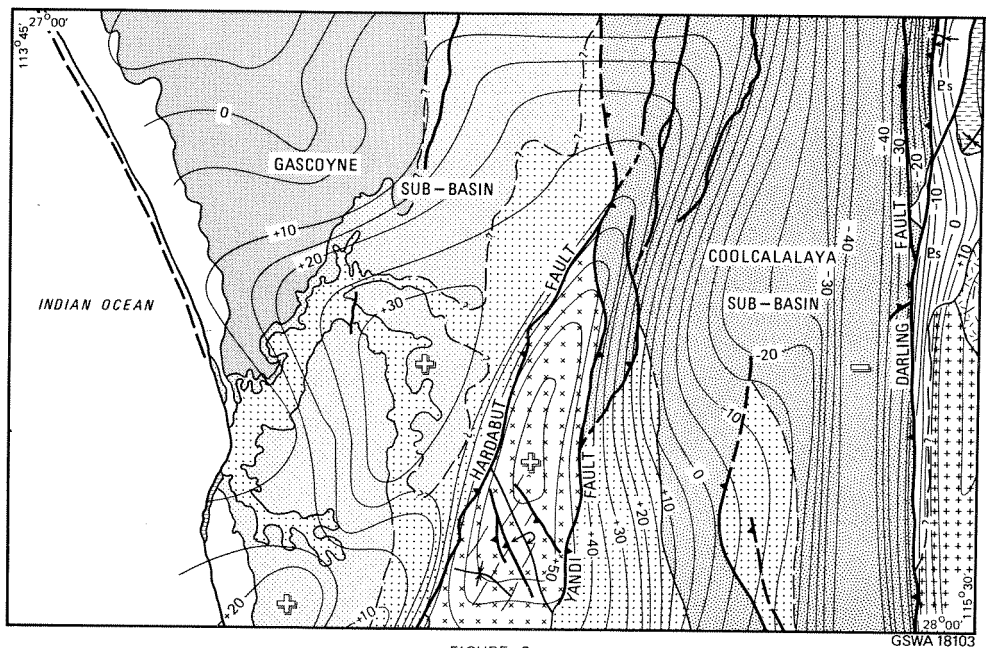 27°00'
113°45'
0
GASCOYNE
SUB-BASIN
+10
+20
+30
INDIAN OCEAN
HARDABUT
FAULT
YANDI
FAULT
+50
+40
+30
+20
+10
0
-10
-20
COOLCALALAYA
SUB-BASIN
-30
-40
-40
-30
-20
-10
0
+10
DARLING
FAULT
Ps
Ps
+20
+10
28°00'
115°30'
GSWA 18103